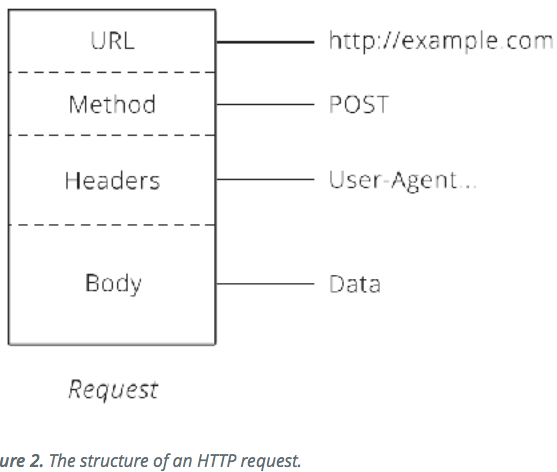 URL http://example.com
Method POST
Headers User-Agent...
Body Data
Request
ure 2. The structure of an HTTP request.